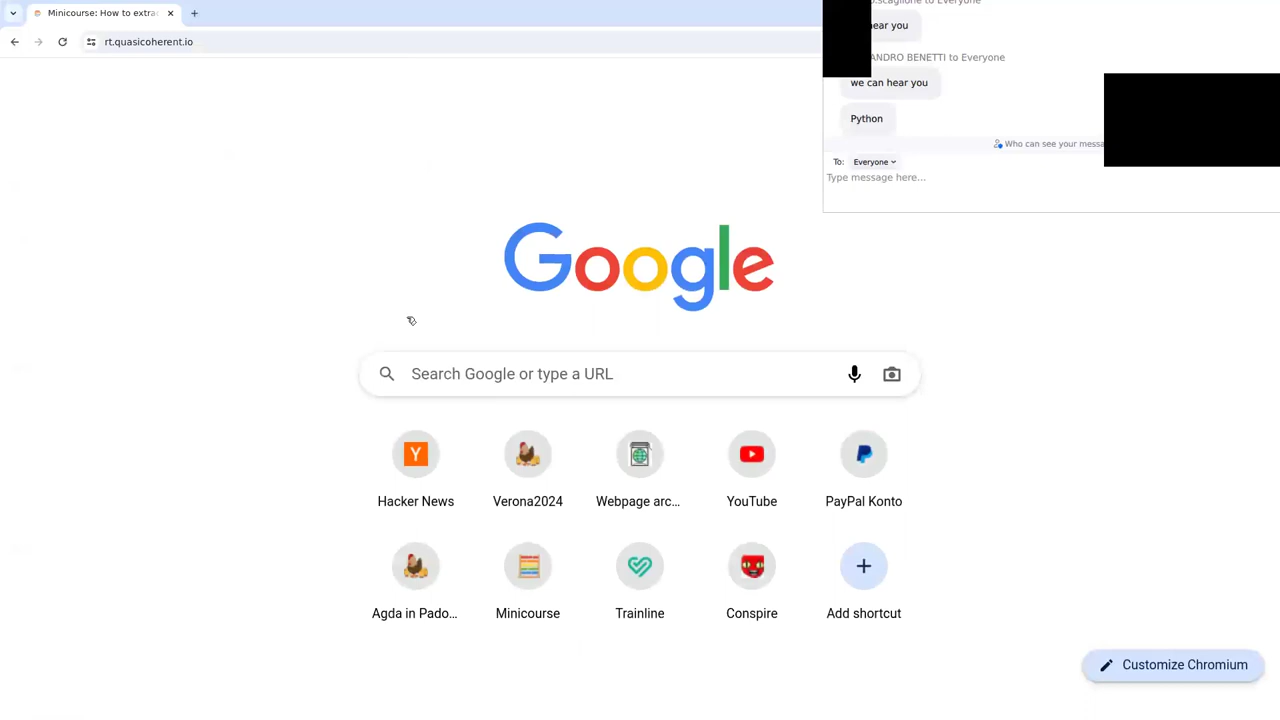 Minicourse: How to extra
rt.quasicoherent.io
to Everyone
hear you
ANDRO BENETTI to Everyone
we can hear you
Python
Who can see your messa
To: Everyone
Type message here...
Google
Search Google or type a URL
Hacker News
Verona2024
Webpage arc...
YouTube
PayPal Konto
Agda in Pado...
Minicourse
Trainline
Conspire
Add shortcut
Customize Chromium